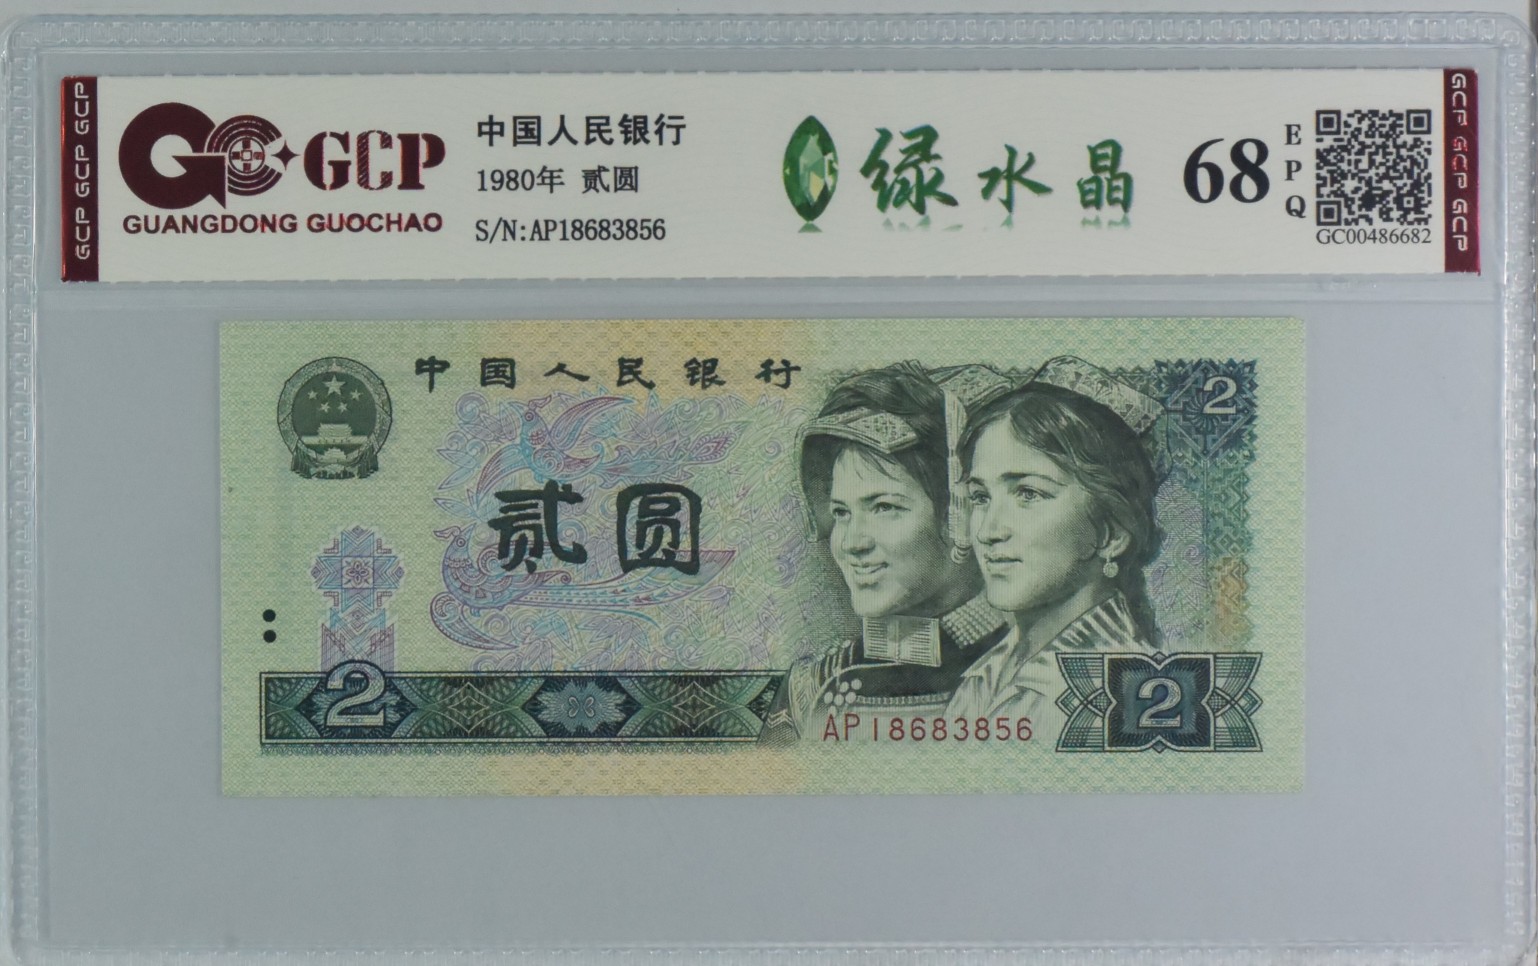 GCP GCP GCP
GCP
GUANGDONG GUOCHAO
中国人民银行
1980年 贰圆
S/N:AP18683856
绿水晶
68
EPQ
GC00486682
GCP GCP GCP
中国人民银行
2
贰圆
2
AP18683856
2